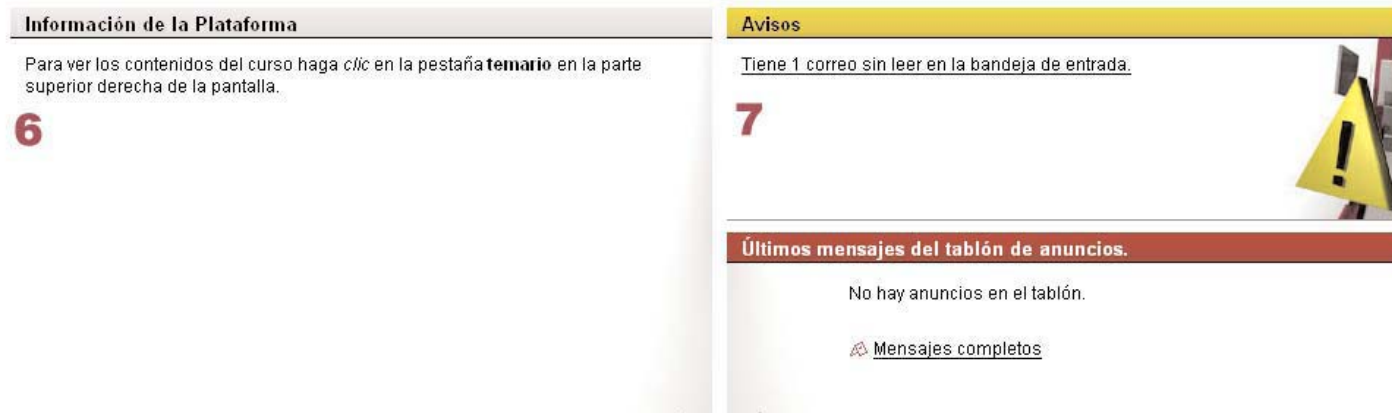 Información de la Plataforma
Para ver los contenidos del curso haga clic en la pestaña temario en la parte
superior derecha de la pantalla.
6
Avisos
Tiene 1 correo sin leer en la bandeja de entrada.
7
Últimos mensajes del tablón de anuncios.
No hay anuncios en el tablón.
Mensajes completos